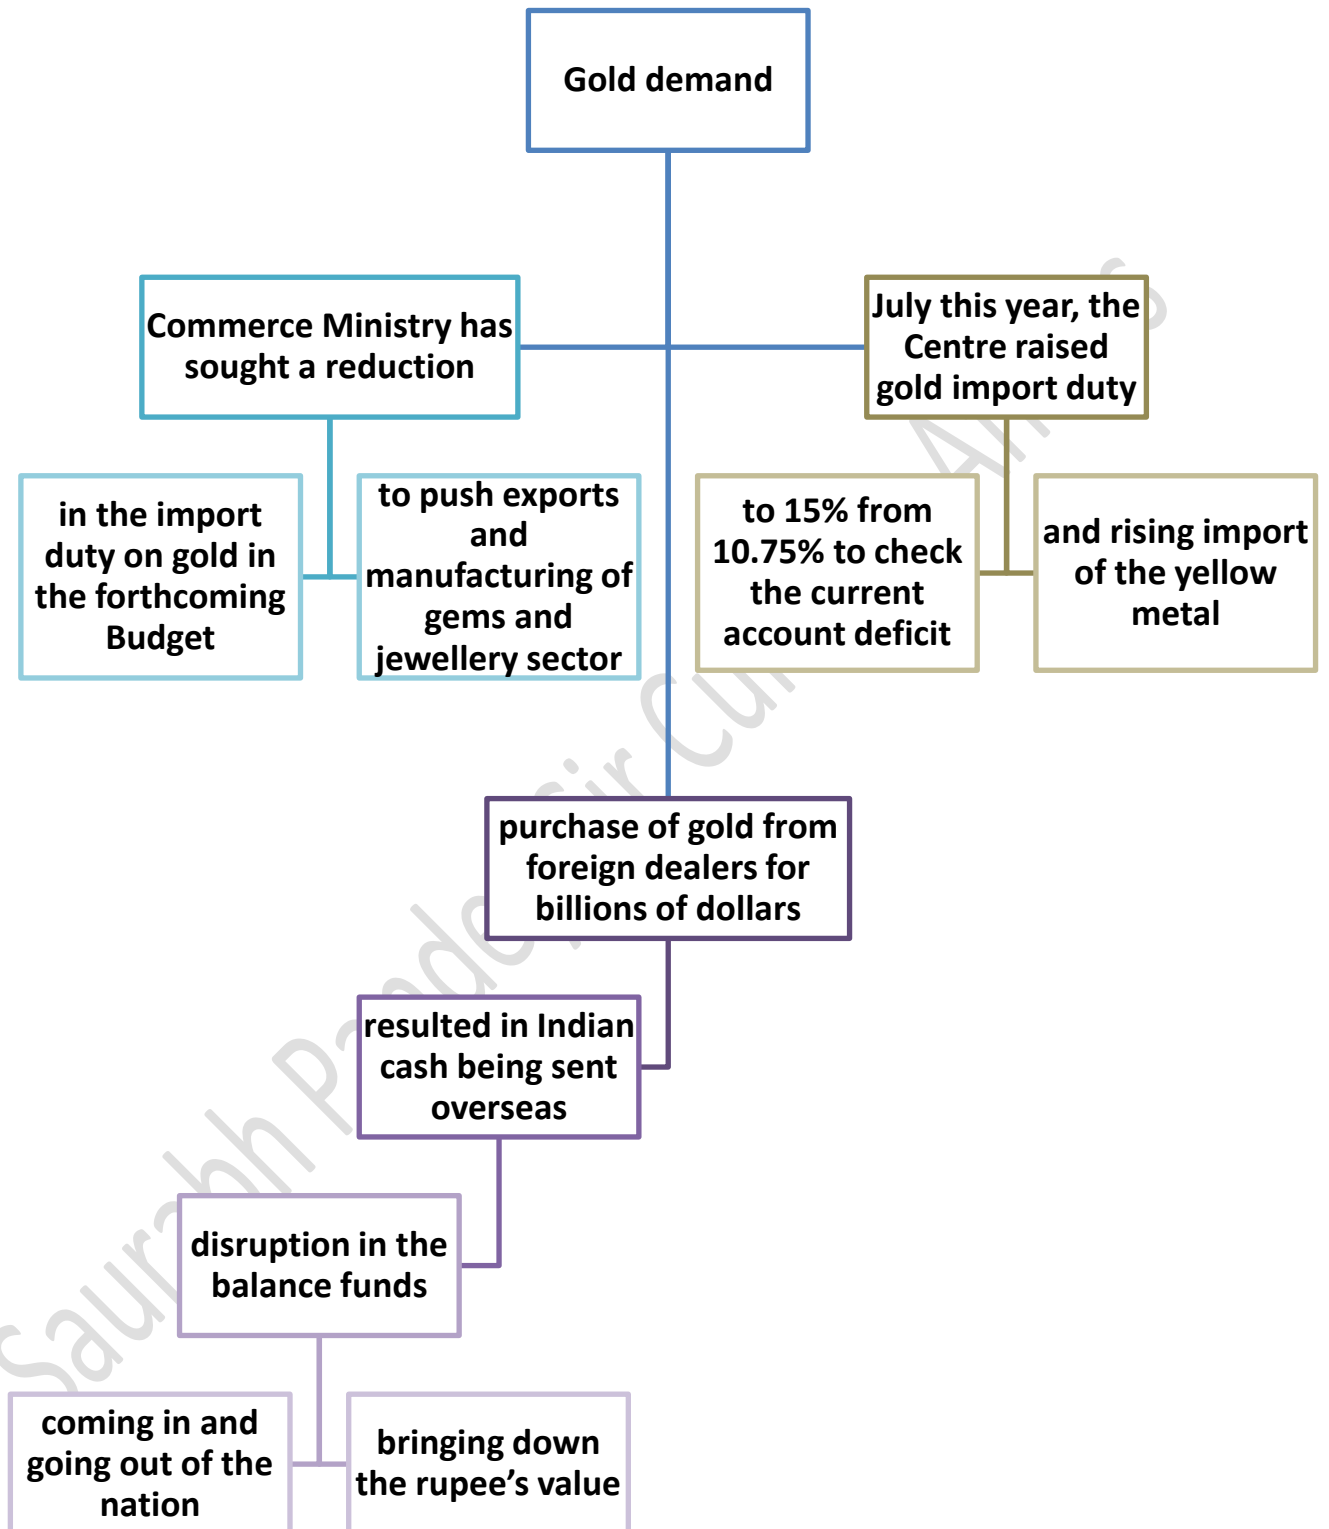 Gold demand
Commerce Ministry has
sought a reduction
July this year, the
Centre raised
gold import duty
in the import
duty on gold in
the forthcoming
Budget
to push exports
and
manufacturing of
gems and
jewellery sector
to 15% from
10.75% to check
the current
account deficit
and rising import
of the yellow
metal
purchase of gold from
foreign dealers for
billions of dollars
resulted in Indian
cash being sent
overseas
disruption in the
balance funds
coming in and
going out of the
nation
bringing down
the rupee’s value
Saurabh